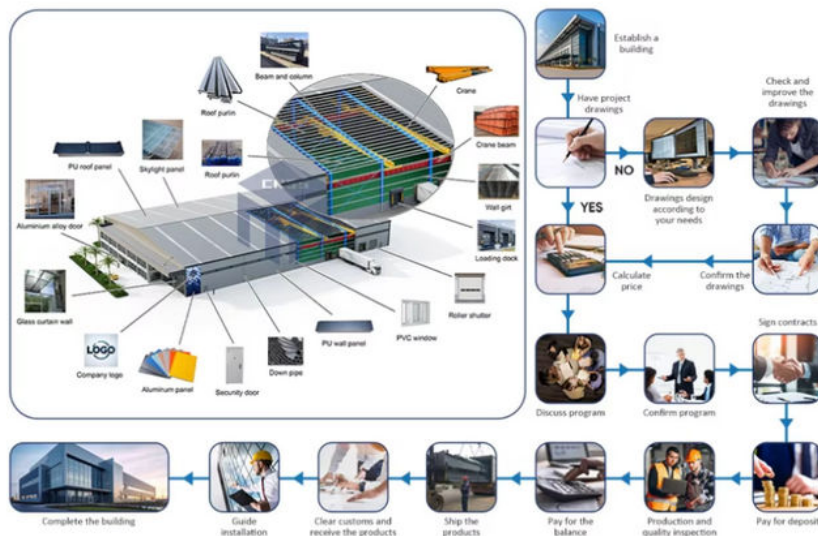 Beam and column
Roof purlin
Crane
Crane beam
Skylight panel
Roof purlin
PU roof panel
Wall girt
Aluminium alloy door
Loading dock
Glass curtain wall
Roller shutter
PVC window
PU wall panel
LOGO
Company logo
Down pipe
Aluminum panel
Security door
Establish a
building
Have project
drawings
Check and
improve the
drawings
NO
Drawings design
according to
your needs
YES
Calculate
price
Confirm the
drawings
Sign contracts
Discuss program
Confirm program
Complete the building
Guide
installation
Clear customs and
receive the products
Ship the
products
Pay for the
balance
Production and
quality inspection
Pay for deposit